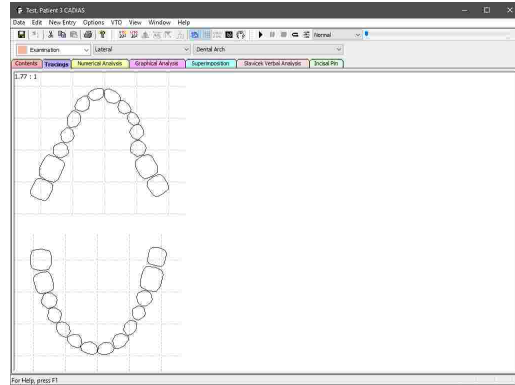 Test, Patient 3 CADIAS
Data Edit New Entry Options VTO View Window Help
Normal
Examination Lateral Dental Arch
Contents Tracings Numerical Analysis Graphical Analysis Superimposition Slavicek Verbal Analysis Incisal Pin
1.77 : 1
For Help, press F1